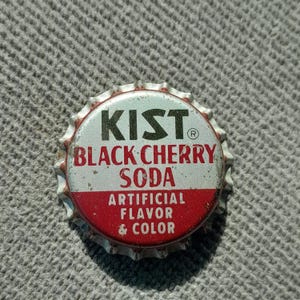 KIST®
BLACK CHERRY
SODA
ARTIFICIAL
FLAVOR
& COLOR